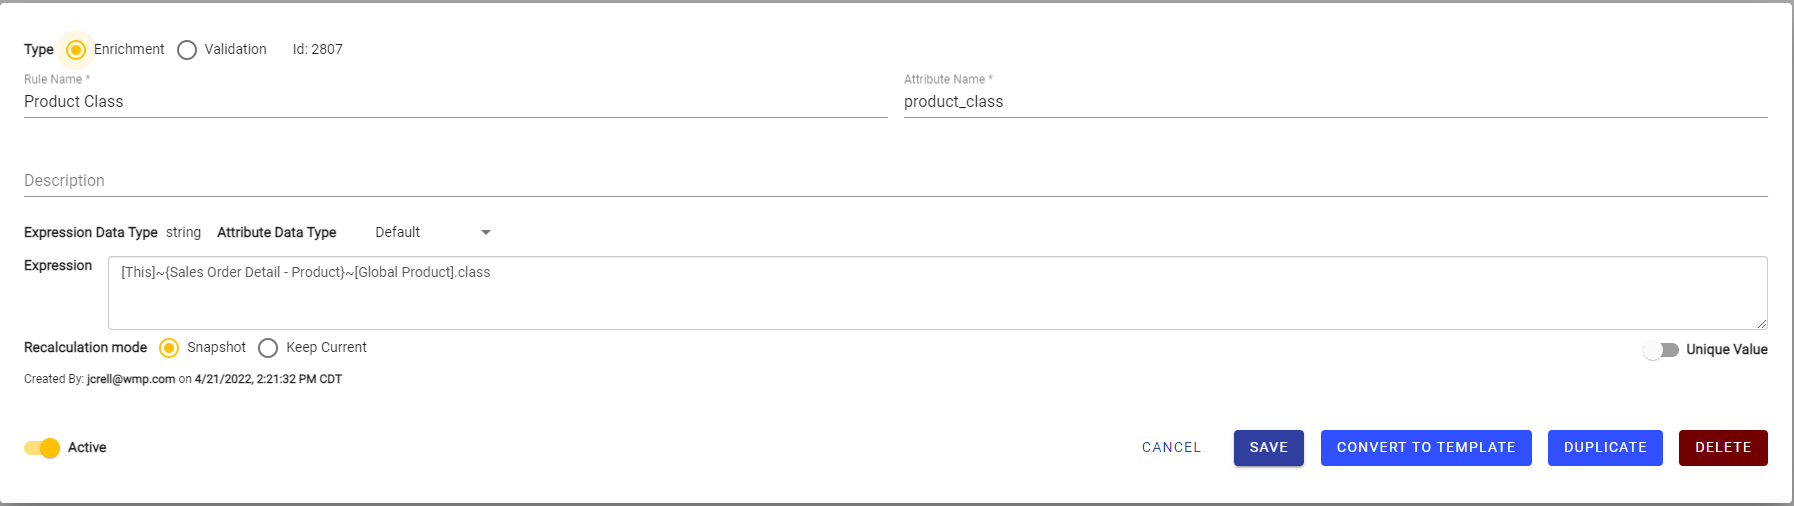 Type Enrichment Validation Id: 2807
Rule Name * Attribute Name *
Product Class product_class
Description
Expression Data Type string Attribute Data Type Default
Expression [This]~{Sales Order Detail - Product}~[Global Product].class
Recalculation mode Snapshot Keep Current Unique Value
Created By: jcrell@wmp.com on 4/21/2022, 2:21:32 PM CDT
Active CANCEL SAVE CONVERT TO TEMPLATE DUPLICATE DELETE